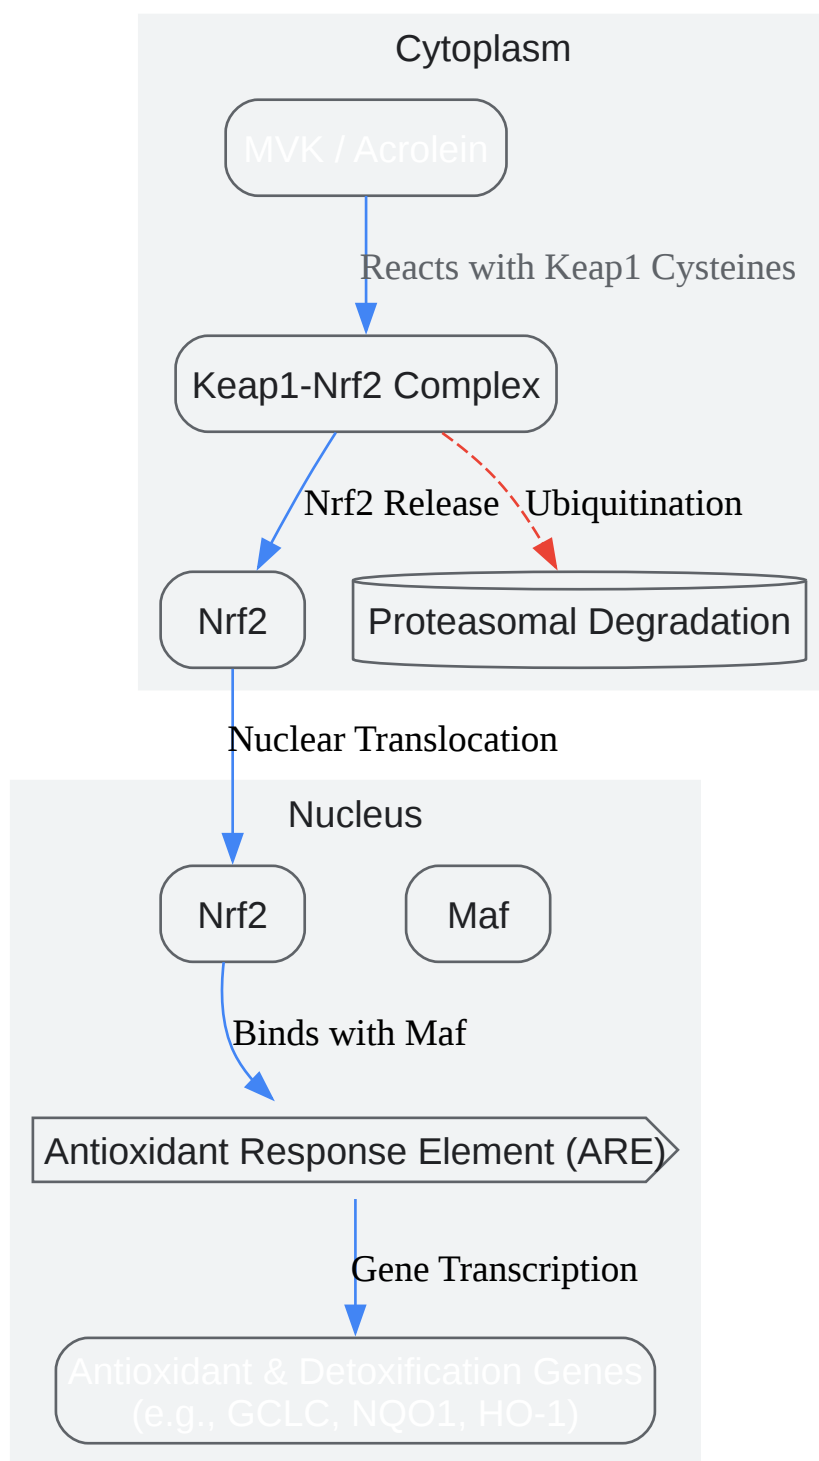 Cytoplasm
MVK / Acrolein
Reacts with Keap1 Cysteines
Keap1-Nrf2 Complex
Nrf2 Release
Ubiquitination
Nrf2
Proteasomal Degradation
Nuclear Translocation
Nucleus
Nrf2
Maf
Binds with Maf
Antioxidant Response Element (ARE)
Gene Transcription
Antioxidant & Detoxification Genes
(e.g., GCLC, NQO1, HO-1)